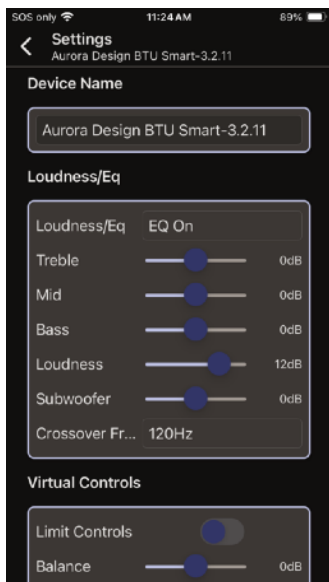 SOS only 11:24 AM 89%
Settings
Aurora Design BTU Smart-3.2.11
Device Name
Aurora Design BTU Smart-3.2.11
Loudness/Eq
Loudness/Eq EQ On
Treble 0dB
Mid 0dB
Bass 0dB
Loudness 12dB
Subwoofer 0dB
Crossover Fr... 120Hz
Virtual Controls
Limit Controls
Balance 0dB